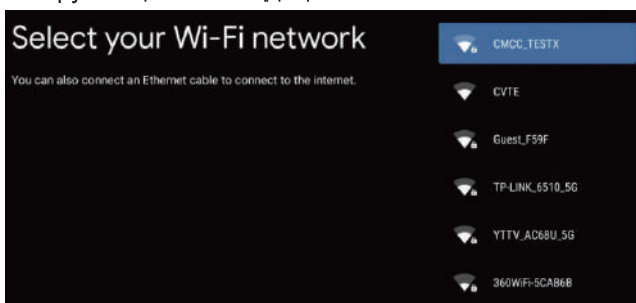 Select your Wi-Fi network
You can also connect an Ethernet cable to connect to the internet.
CMCC_TESTX
CVTE
Guest_F59F
TP-LINK_6510_5G
YTTV_AC68U_5G
360WiFi-5CAB6B